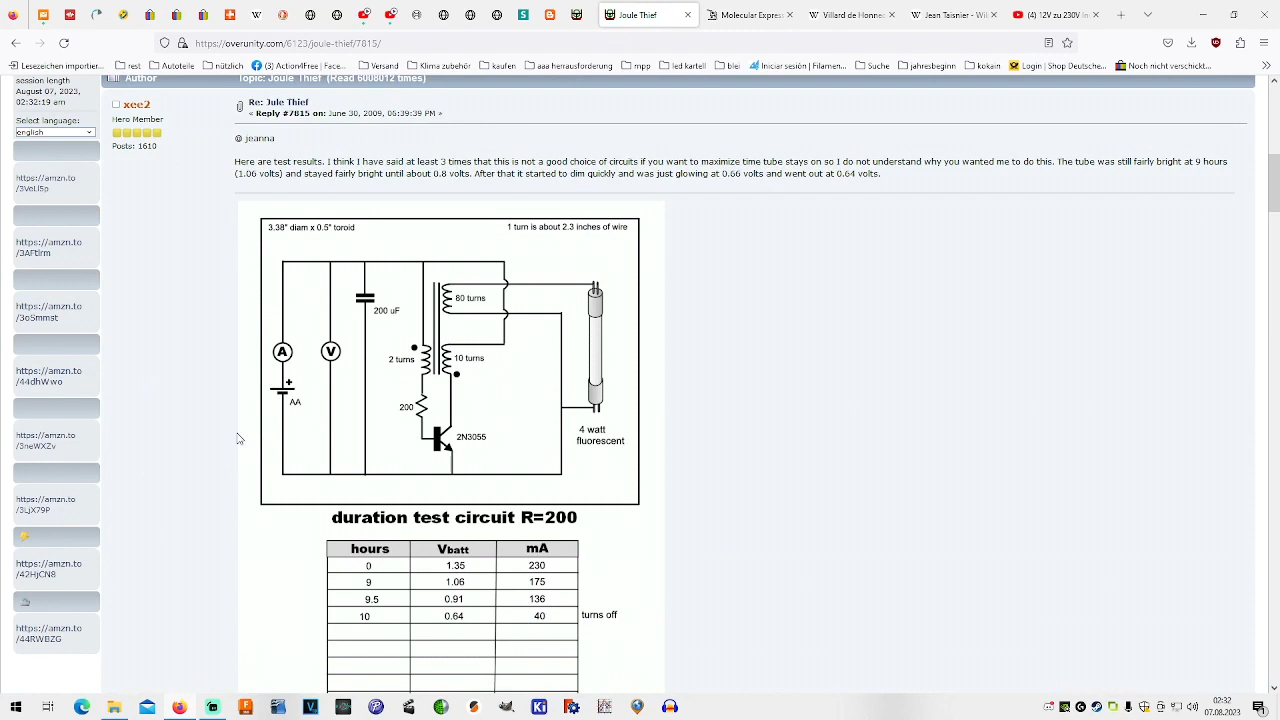 Joule Thief
Molecular Expres
Villard de Honnec
Jean Taisnier - Wil
(4) 12V zu 230V In
https://overunity.com/6123/joule-thief/7815/
Leseзeichen importier...
rest
Autoteile
nützlich
(3) Action4Free | Face...
Versand
Klima zubehör
kaufen
aaa herrausforderung
mpp
led kartell
blei
Iniciar sesión | Filamen...
Suche
jahresbeginn
kokain
Login | Shop Deutsche...
Noch nicht verschickt...
session length
August 07, 2023,
02:32:19 am
Select language:
english
https://amzn.to
https://amzn.to
/3AFtlrm
https://amzn.to
/3oSmmst
https://amzn.to
/44dhWwo
https://amzn.to
/3neWXZv
https://amzn.to
/3LjX79P
https://amzn.to
/42HjCN8
https://amzn.to
/44RWBZG
Author
Topic: Joule Thief (Read 6008012 times)
xee2
Hero Member
Posts: 1610
Re: Jule Thief
« Reply #7815 on: June 30, 2009, 05:39:39 PM »
@ jeanna
Here are test results. I think I have said at least 3 times that this is not a good choice of circuits if you want to maximize time tube stays on so I do not understand why you wanted me to do this. The tube was still fairly bright at 9 hours
(1.06 volts) and stayed fairly bright until about 0.8 volts. After that it started to dim quickly and was just glowing at 0.66 volts and went out at 0.64 volts.
3.38" diam x 0.5" toroid
1 turn is about 2.3 inches of wire
80 turns
200 uF
A
V
2 turns
10 turns
+
AA
200
2N3055
4 watt
fluorescent
duration test circuit R=200
hours Vbatt mA
0 1.35 230
9 1.06 175
9.5 0.91 136
10 0.64 40 turns off
02:32
07.08.2023